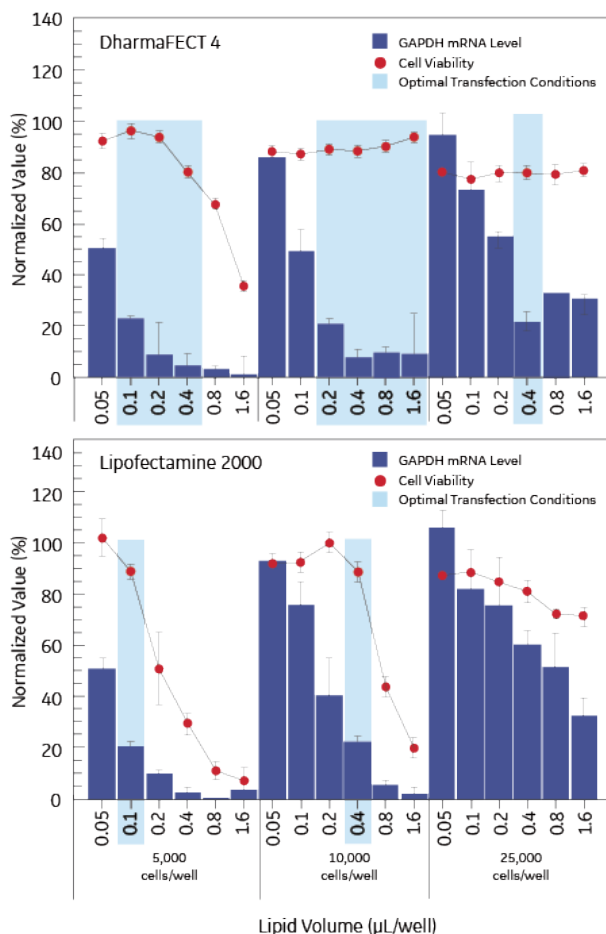 DharmaFECT 4
GAPDH mRNA Level
Cell Viability
Optimal Transfection Conditions
Normalized Value (%)
140
120
100
80
60
40
20
0
0.05 0.1 0.2 0.4 0.8 1.6 0.05 0.1 0.2 0.4 0.8 1.6 0.05 0.1 0.2 0.4 0.8 1.6
Lipofectamine 2000
GAPDH mRNA Level
Cell Viability
Optimal Transfection Conditions
Normalized Value (%)
140
120
100
80
60
40
20
0
0.05 0.1 0.2 0.4 0.8 1.6 0.05 0.1 0.2 0.4 0.8 1.6 0.05 0.1 0.2 0.4 0.8 1.6
5,000 10,000 25,000
cells/well cells/well cells/well
Lipid Volume (µL/well)